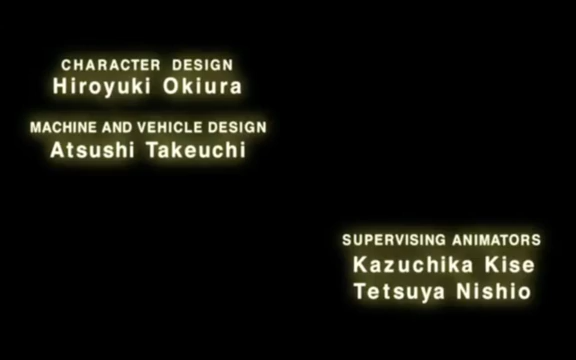 CHARACTER DESIGN
Hiroyuki Okiura
MACHINE AND VEHICLE DESIGN
Atsushi Takeuchi
SUPERVISING ANIMATORS
Kazuchika Kise
Tetsuya Nishio